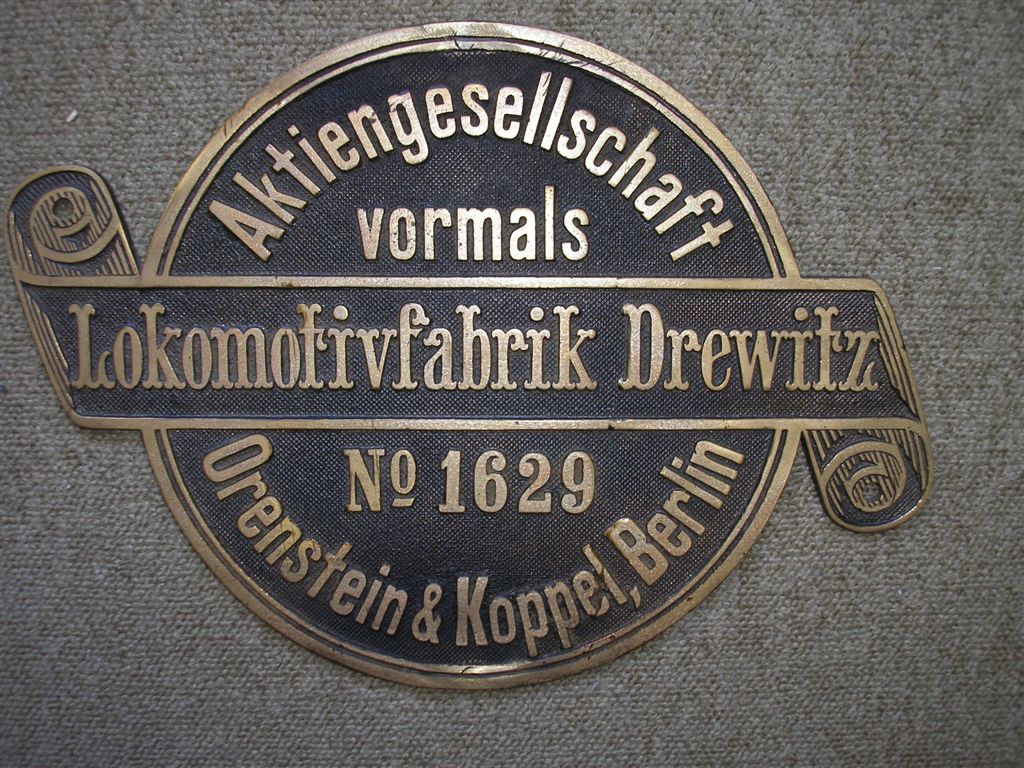 Aktiengesellschaft
vormals
Lokomotivfabrik Drewitz
No 1629
Orenstein & Koppel, Berlin